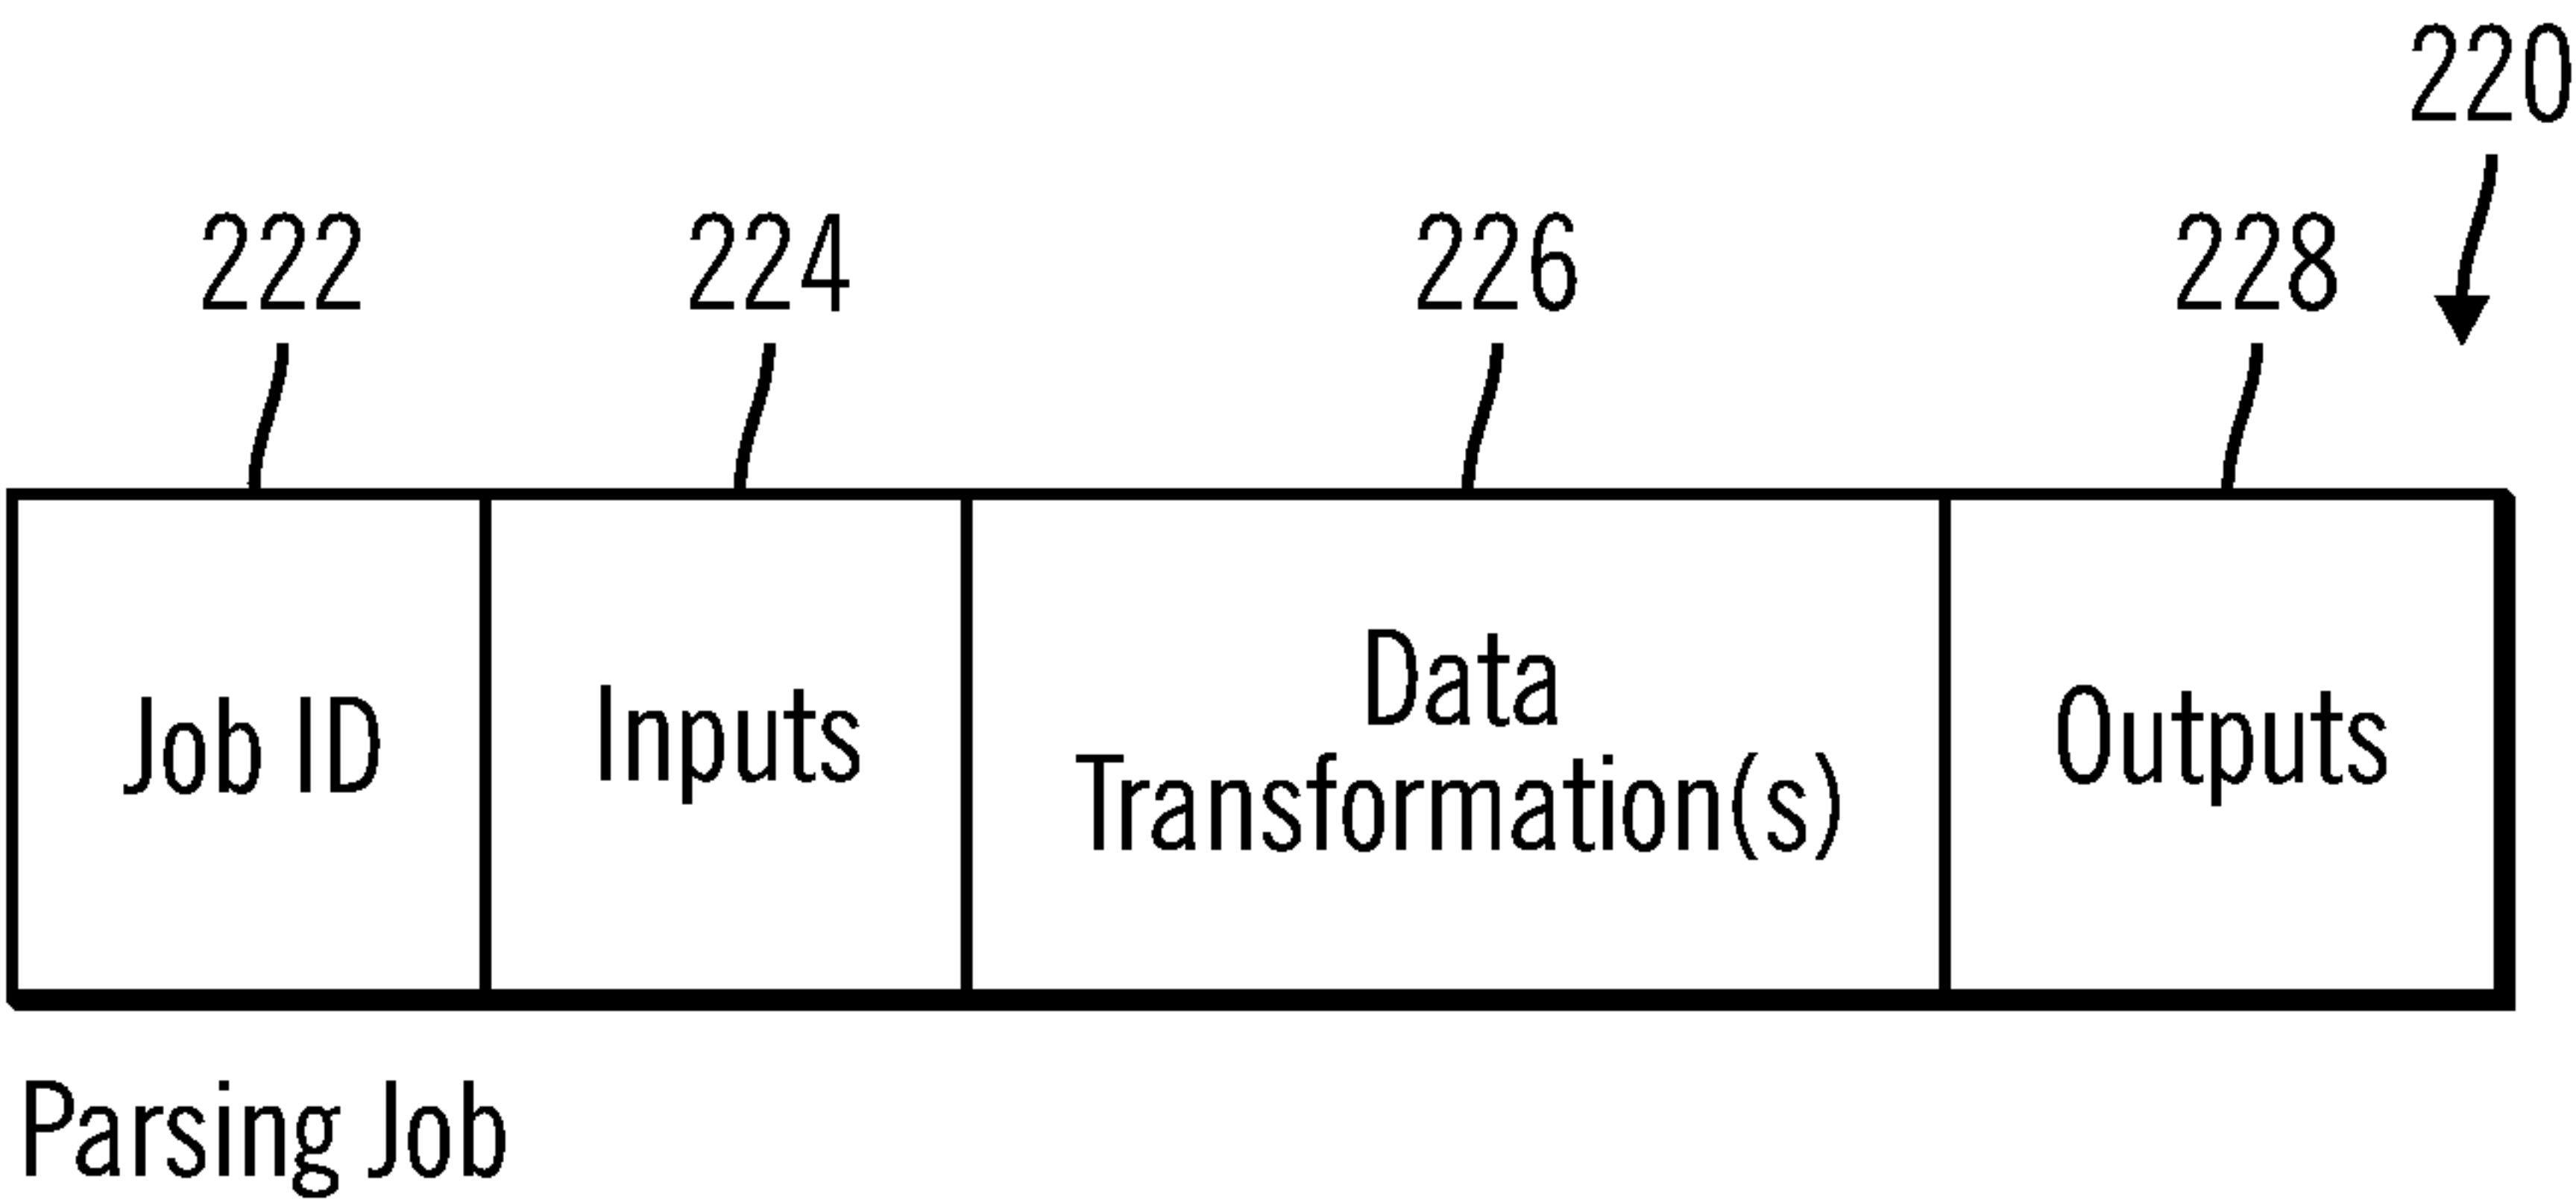 220
222 224 226 228
Job ID
Inputs
Data
Transformation(s)
Outputs
Parsing Job